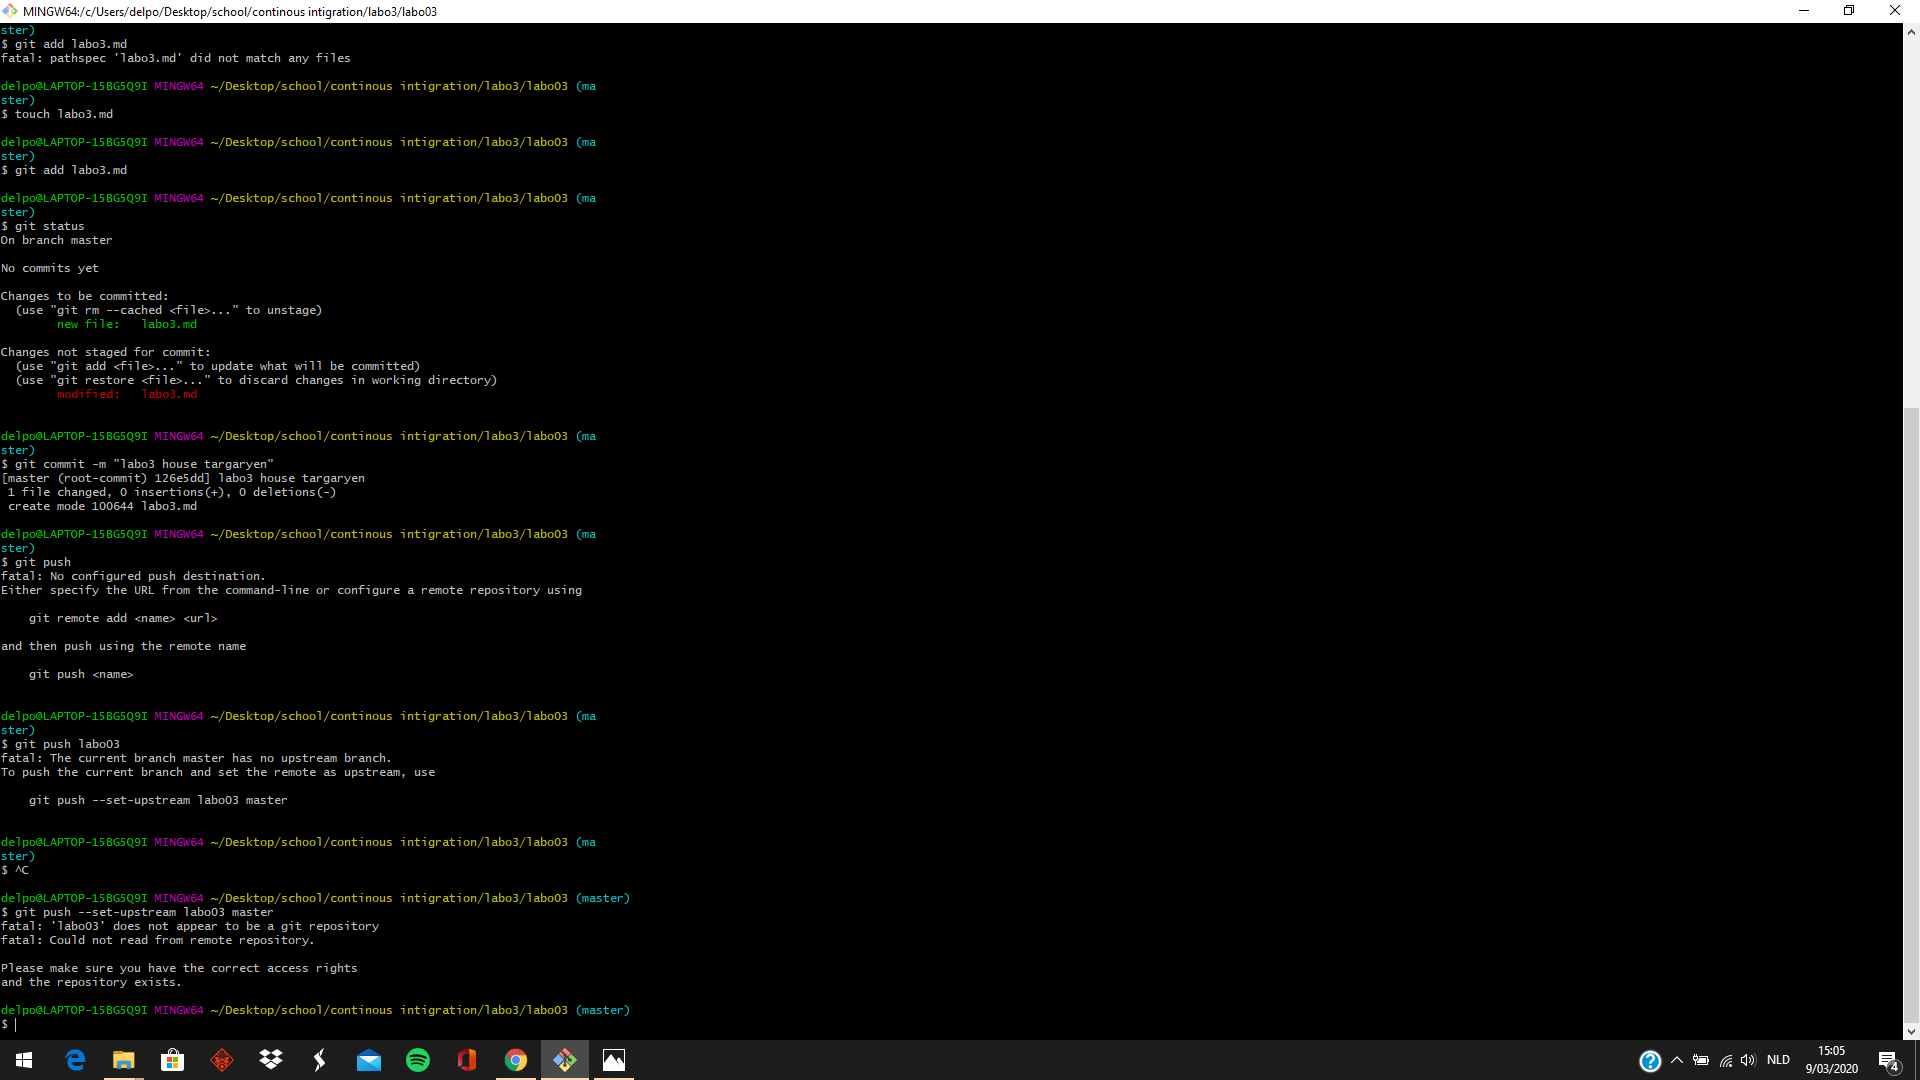 MINGW64:/c/Users/delpo/Desktop/school/continous intigration/labo3/labo03
ster)
$ git add labo3.md
fatal: pathspec 'labo3.md' did not match any files
delpo@LAPTOP-15BG5Q9I MINGW64 ~/Desktop/school/continous intigration/labo3/labo03 (ma
ster)
$ touch labo3.md
delpo@LAPTOP-15BG5Q9I MINGW64 ~/Desktop/school/continous intigration/labo3/labo03 (ma
ster)
$ git add labo3.md
delpo@LAPTOP-15BG5Q9I MINGW64 ~/Desktop/school/continous intigration/labo3/labo03 (ma
ster)
$ git status
On branch master
No commits yet
Changes to be committed:
  (use "git rm --cached <file>..." to unstage)
        new file:   labo3.md
Changes not staged for commit:
  (use "git add <file>..." to update what will be committed)
  (use "git restore <file>..." to discard changes in working directory)
        modified:   labo3.md
delpo@LAPTOP-15BG5Q9I MINGW64 ~/Desktop/school/continous intigration/labo3/labo03 (ma
ster)
$ git commit -m "labo3 house targaryen"
[master (root-commit) 126e5dd] labo3 house targaryen
 1 file changed, 0 insertions(+), 0 deletions(-)
 create mode 100644 labo3.md
delpo@LAPTOP-15BG5Q9I MINGW64 ~/Desktop/school/continous intigration/labo3/labo03 (ma
ster)
$ git push
fatal: No configured push destination.
Either specify the URL from the command-line or configure a remote repository using
    git remote add <name> <url>
and then push using the remote name
    git push <name>
delpo@LAPTOP-15BG5Q9I MINGW64 ~/Desktop/school/continous intigration/labo3/labo03 (ma
ster)
$ git push labo03
fatal: The current branch master has no upstream branch.
To push the current branch and set the remote as upstream, use
    git push --set-upstream labo03 master
delpo@LAPTOP-15BG5Q9I MINGW64 ~/Desktop/school/continous intigration/labo3/labo03 (ma
ster)
$ ^C
delpo@LAPTOP-15BG5Q9I MINGW64 ~/Desktop/school/continous intigration/labo3/labo03 (master)
$ git push --set-upstream labo03 master
fatal: 'labo03' does not appear to be a git repository
fatal: Could not read from remote repository.
Please make sure you have the correct access rights
and the repository exists.
delpo@LAPTOP-15BG5Q9I MINGW64 ~/Desktop/school/continous intigration/labo3/labo03 (master)
$
NLD
15:05
9/03/2020
4